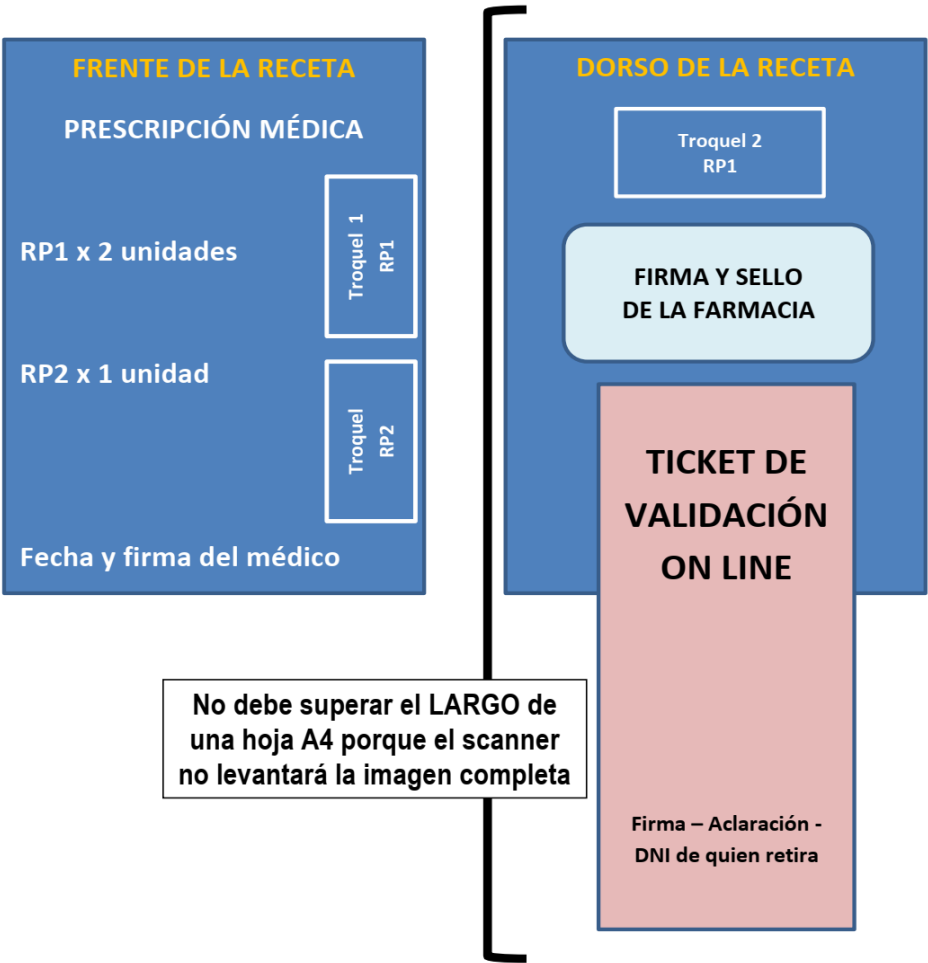 FRENTE DE LA RECETA
PRESCRIPCIÓN MÉDICA
RP1 x 2 unidades
Troquel 1
RP1
RP2 x 1 unidad
Troquel
RP2
Fecha y firma del médico
DORSO DE LA RECETA
Troquel 2
RP1
FIRMA Y SELLO
DE LA FARMACIA
TICKET DE
VALIDACIÓN
ON LINE
No debe superar el LARGO de
una hoja A4 porque el scanner
no levantará la imagen completa
Firma – Aclaración -
DNI de quien retira